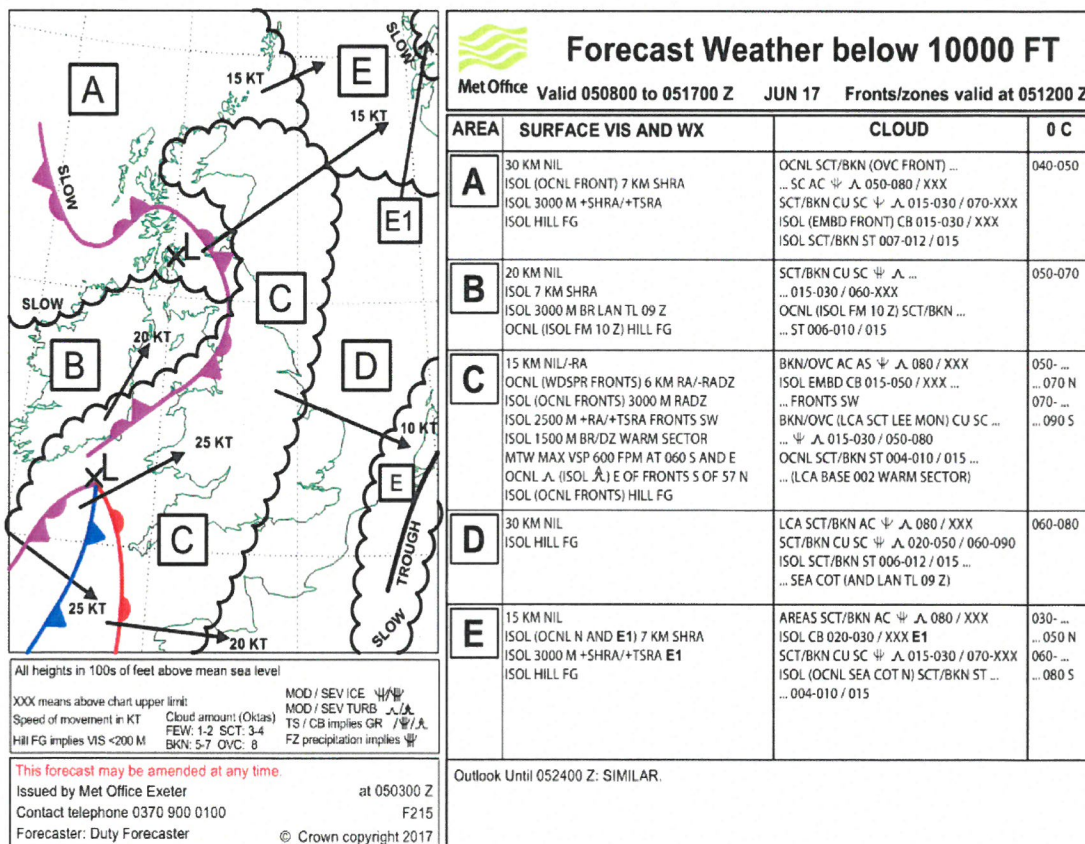 A
SLOW
15 KT
E
SLOW
15 KT
E1
L
SLOW
C
B
20 KT
D
10 KT
25 KT
L
E
C
TROUGH
25 KT
20 KT
SLOW
All heights in 100s of feet above mean sea level
XXX means above chart upper limit
Speed of movement in KT
Hill FG implies VIS <200 M
Cloud amount (Oktas)
FEW: 1-2 SCT: 3-4
BKN: 5-7 OVC: 8
MOD / SEV ICE
MOD / SEV TURB
TS / CB implies GR
FZ precipitation implies
This forecast may be amended at any time.
Issued by Met Office Exeter at 050300 Z
Contact telephone 0370 900 0100 F215
Forecaster: Duty Forecaster © Crown copyright 2017
Met Office
Forecast Weather below 10000 FT
Valid 050800 to 051700 Z JUN 17 Fronts/zones valid at 051200 Z
AREA SURFACE VIS AND WX CLOUD 0 C
A
30 KM NIL
ISOL (OCNL FRONT) 7 KM SHRA
ISOL 3000 M +SHRA/+TSRA
ISOL HILL FG
OCNL SCT/BKN (OVC FRONT) ...
... SC AC 050-080 / XXX
SCT/BKN CU SC 015-030 / 070-XXX
ISOL (EMBD FRONT) CB 015-030 / XXX
ISOL SCT/BKN ST 007-012 / 015
040-050
B
20 KM NIL
ISOL 7 KM SHRA
ISOL 3000 M BR LAN TL 09 Z
OCNL (ISOL FM 10 Z) HILL FG
SCT/BKN CU SC ...
... 015-030 / 060-XXX
OCNL (ISOL FM 10 Z) SCT/BKN ...
... ST 006-010 / 015
050-070
C
15 KM NIL/-RA
OCNL (WDSPR FRONTS) 6 KM RA/-RADZ
ISOL (OCNL FRONTS) 3000 M RADZ
ISOL 2500 M +RA/+TSRA FRONTS SW
ISOL 1500 M BR/DZ WARM SECTOR
MTW MAX VSP 600 FPM AT 060 S AND E
OCNL (ISOL ) E OF FRONTS S OF 57 N
ISOL (OCNL FRONTS) HILL FG
BKN/OVC AC AS 080 / XXX
ISOL EMBD CB 015-050 / XXX ...
... FRONTS SW
BKN/OVC (LCA SCT LEE MON) CU SC ...
... 015-030 / 050-080
OCNL SCT/BKN ST 004-010 / 015 ...
... (LCA BASE 002 WARM SECTOR)
050- ...
... 070 N
070- ...
... 090 S
D
30 KM NIL
ISOL HILL FG
LCA SCT/BKN AC 080 / XXX
SCT/BKN CU SC 020-050 / 060-090
ISOL SCT/BKN ST 006-012 / 015 ...
... SEA COT (AND LAN TL 09 Z)
060-080
E
15 KM NIL
ISOL (OCNL N AND E1) 7 KM SHRA
ISOL 3000 M +SHRA/+TSRA E1
ISOL HILL FG
AREAS SCT/BKN AC 080 / XXX
ISOL CB 020-030 / XXX E1
SCT/BKN CU SC 015-030 / 070-XXX
ISOL (OCNL SEA COT N) SCT/BKN ST ...
... 004-010 / 015
030- ...
... 050 N
060- ...
... 080 S
Outlook Until 052400 Z: SIMILAR.